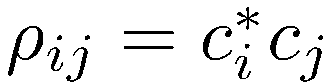 ρ_{ij} = c_i^* c_j